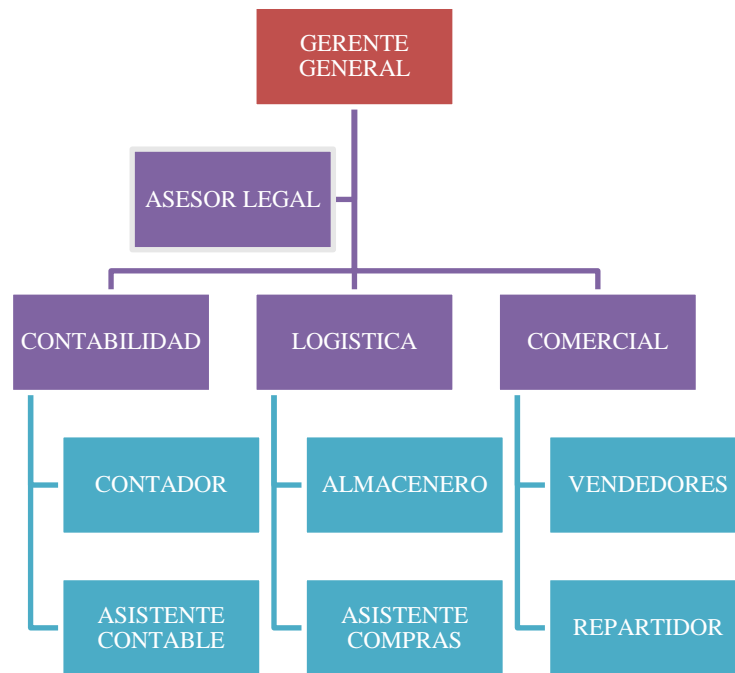 GERENTE
GENERAL
ASESOR LEGAL
CONTABILIDAD
LOGISTICA
COMERCIAL
CONTADOR
ALMACENERO
VENDEDORES
ASISTENTE
CONTABLE
ASISTENTE
COMPRAS
REPARTIDOR